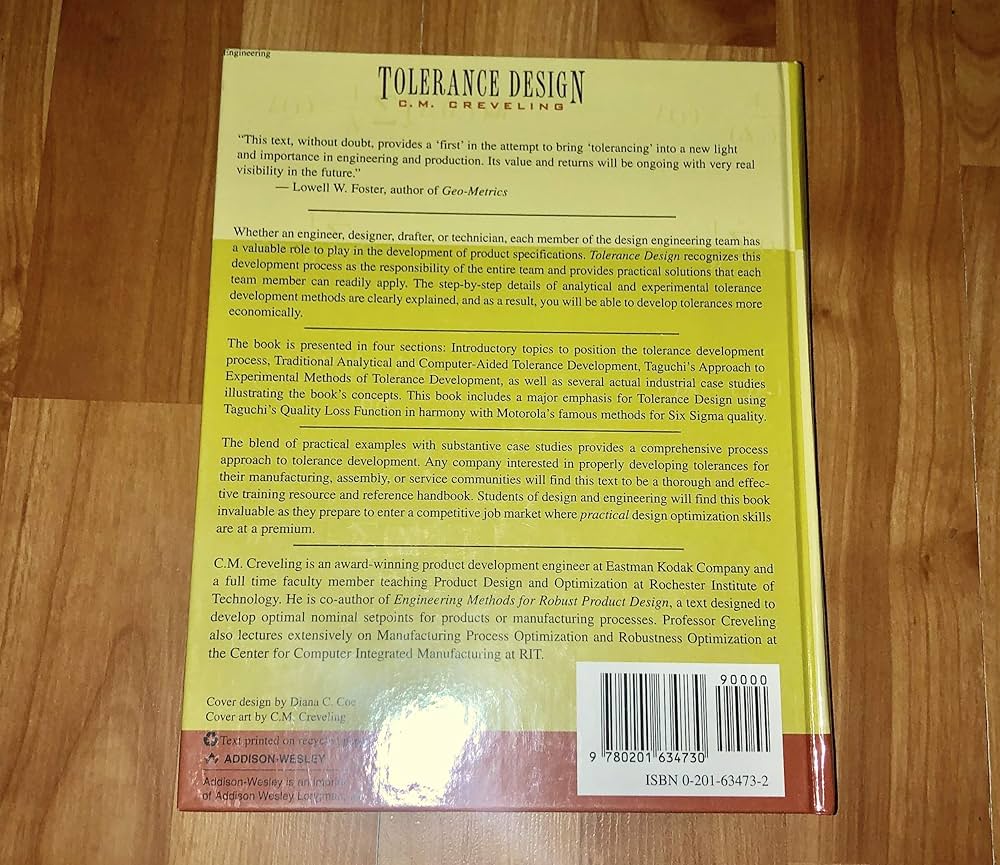 Engineering
TOLERANCE DESIGN
C.M. CREVELING
“This text, without doubt, provides a ‘first’ in the attempt to bring ‘tolerancing’ into a new light
and importance in engineering and production. Its value and returns will be ongoing with very real
visibility in the future.”
— Lowell W. Foster, author of Geo-Metrics
Whether an engineer, designer, drafter, or technician, each member of the design engineering team has
a valuable role to play in the development of product specifications. Tolerance Design recognizes this
development process as the responsibility of the entire team and provides practical solutions that each
team member can readily apply. The step-by-step details of analytical and experimental tolerance
development methods are clearly explained, and as a result, you will be able to develop tolerances more
economically.
The book is presented in four sections: Introductory topics to position the tolerance development
process, Traditional Analytical and Computer-Aided Tolerance Development, Taguchi’s Approach to
Experimental Methods of Tolerance Development, as well as several actual industrial case studies
illustrating the book’s concepts. This book includes a major emphasis for Tolerance Design using
Taguchi’s Quality Loss Function in harmony with Motorola’s famous methods for Six Sigma quality.
The blend of practical examples with substantive case studies provides a comprehensive process
approach to tolerance development. Any company interested in properly developing tolerances for
their manufacturing, assembly, or service communities will find this text to be a thorough and effec-
tive training resource and reference handbook. Students of design and engineering will find this book
invaluable as they prepare to enter a competitive job market where practical design optimization skills
are at a premium.
C.M. Creveling is an award-winning product development engineer at Eastman Kodak Company and
a full time faculty member teaching Product Design and Optimization at Rochester Institute of
Technology. He is co-author of Engineering Methods for Robust Product Design, a text designed to
develop optimal nominal setpoints for products or manufacturing processes. Professor Creveling
also lectures extensively on Manufacturing Process Optimization and Robustness Optimization at
the Center for Computer Integrated Manufacturing at RIT.
Cover design by Diana C. Coe
Cover art by C.M. Creveling
Text printed on recycled
ADDISON-WESLEY
Addison-Wesley is an imprint
of Addison Wesley Longman
90000
9 780201 634730
ISBN 0-201-63473-2